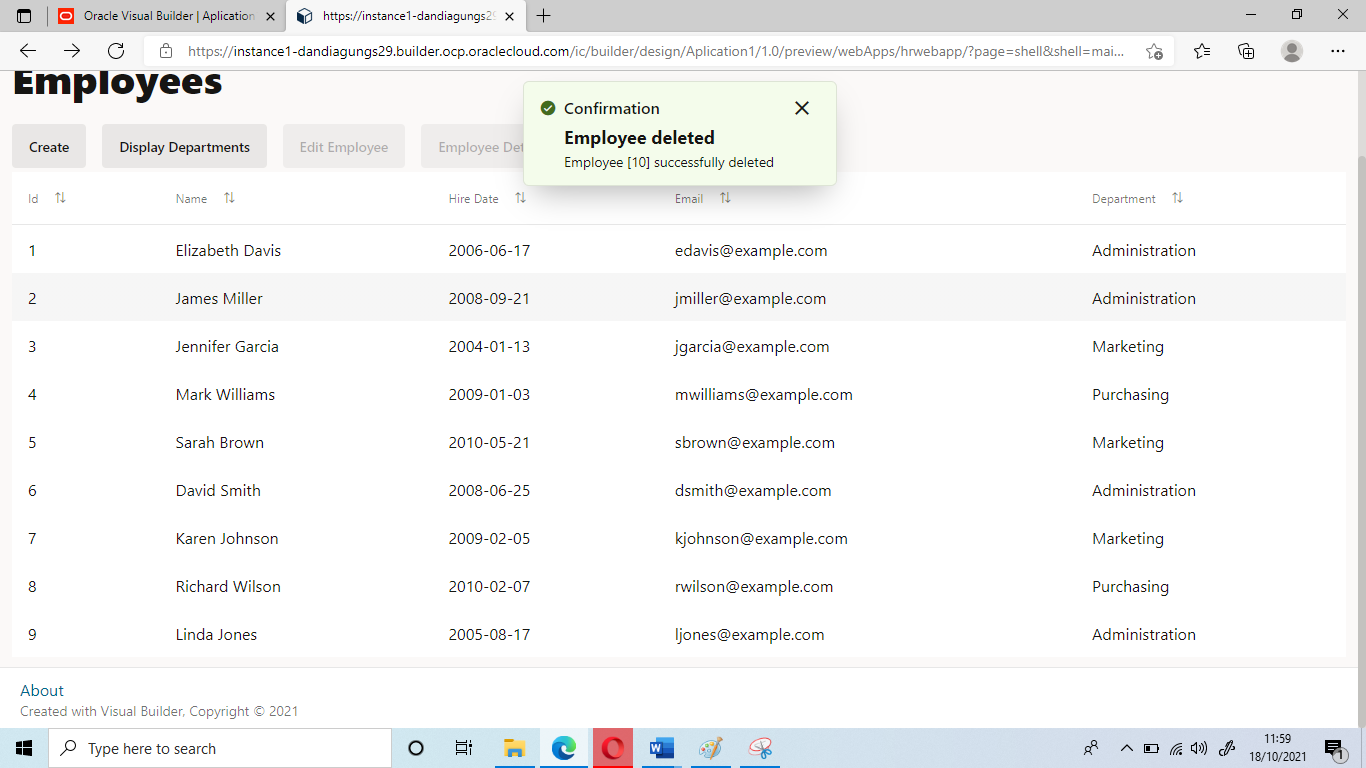 Oracle Visual Builder | Aplication
https://instance1-dandiagungs29
https://instance1-dandiagungs29.builder.ocp.oraclecloud.com/ic/builder/design/Aplication1/1.0/preview/webApps/hrwebapp/?page=shell&shell=mai...
Employees
Confirmation
Employee deleted
Employee [10] successfully deleted
Create Display Departments Edit Employee Employee Det
Id Name Hire Date Email Department
1 Elizabeth Davis 2006-06-17 edavis@example.com Administration
2 James Miller 2008-09-21 jmiller@example.com Administration
3 Jennifer Garcia 2004-01-13 jgarcia@example.com Marketing
4 Mark Williams 2009-01-03 mwilliams@example.com Purchasing
5 Sarah Brown 2010-05-21 sbrown@example.com Marketing
6 David Smith 2008-06-25 dsmith@example.com Administration
7 Karen Johnson 2009-02-05 kjohnson@example.com Marketing
8 Richard Wilson 2010-02-07 rwilson@example.com Purchasing
9 Linda Jones 2005-08-17 ljones@example.com Administration
About
Created with Visual Builder, Copyright © 2021
Type here to search
11:59
18/10/2021
1